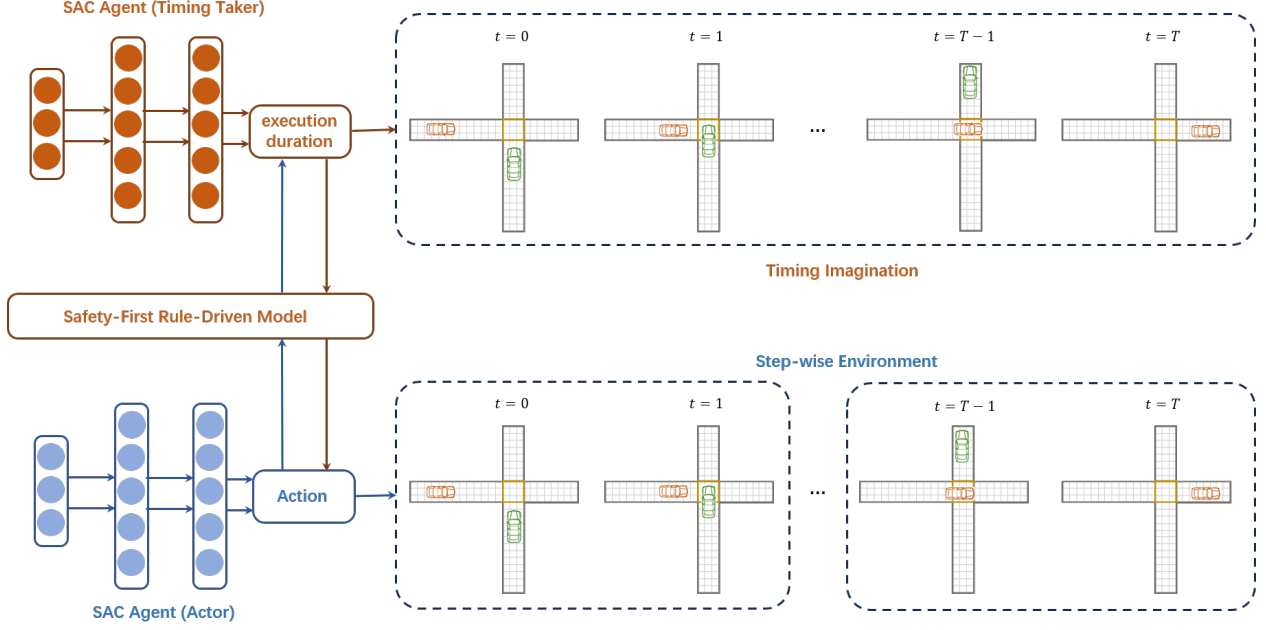 SAC Agent (Timing Taker)
t = 0
t = 1
t = T − 1
t = T
execution
duration
...
Timing Imagination
Safety-First Rule-Driven Model
Step-wise Environment
t = 0
t = 1
t = T − 1
t = T
Action
...
SAC Agent (Actor)